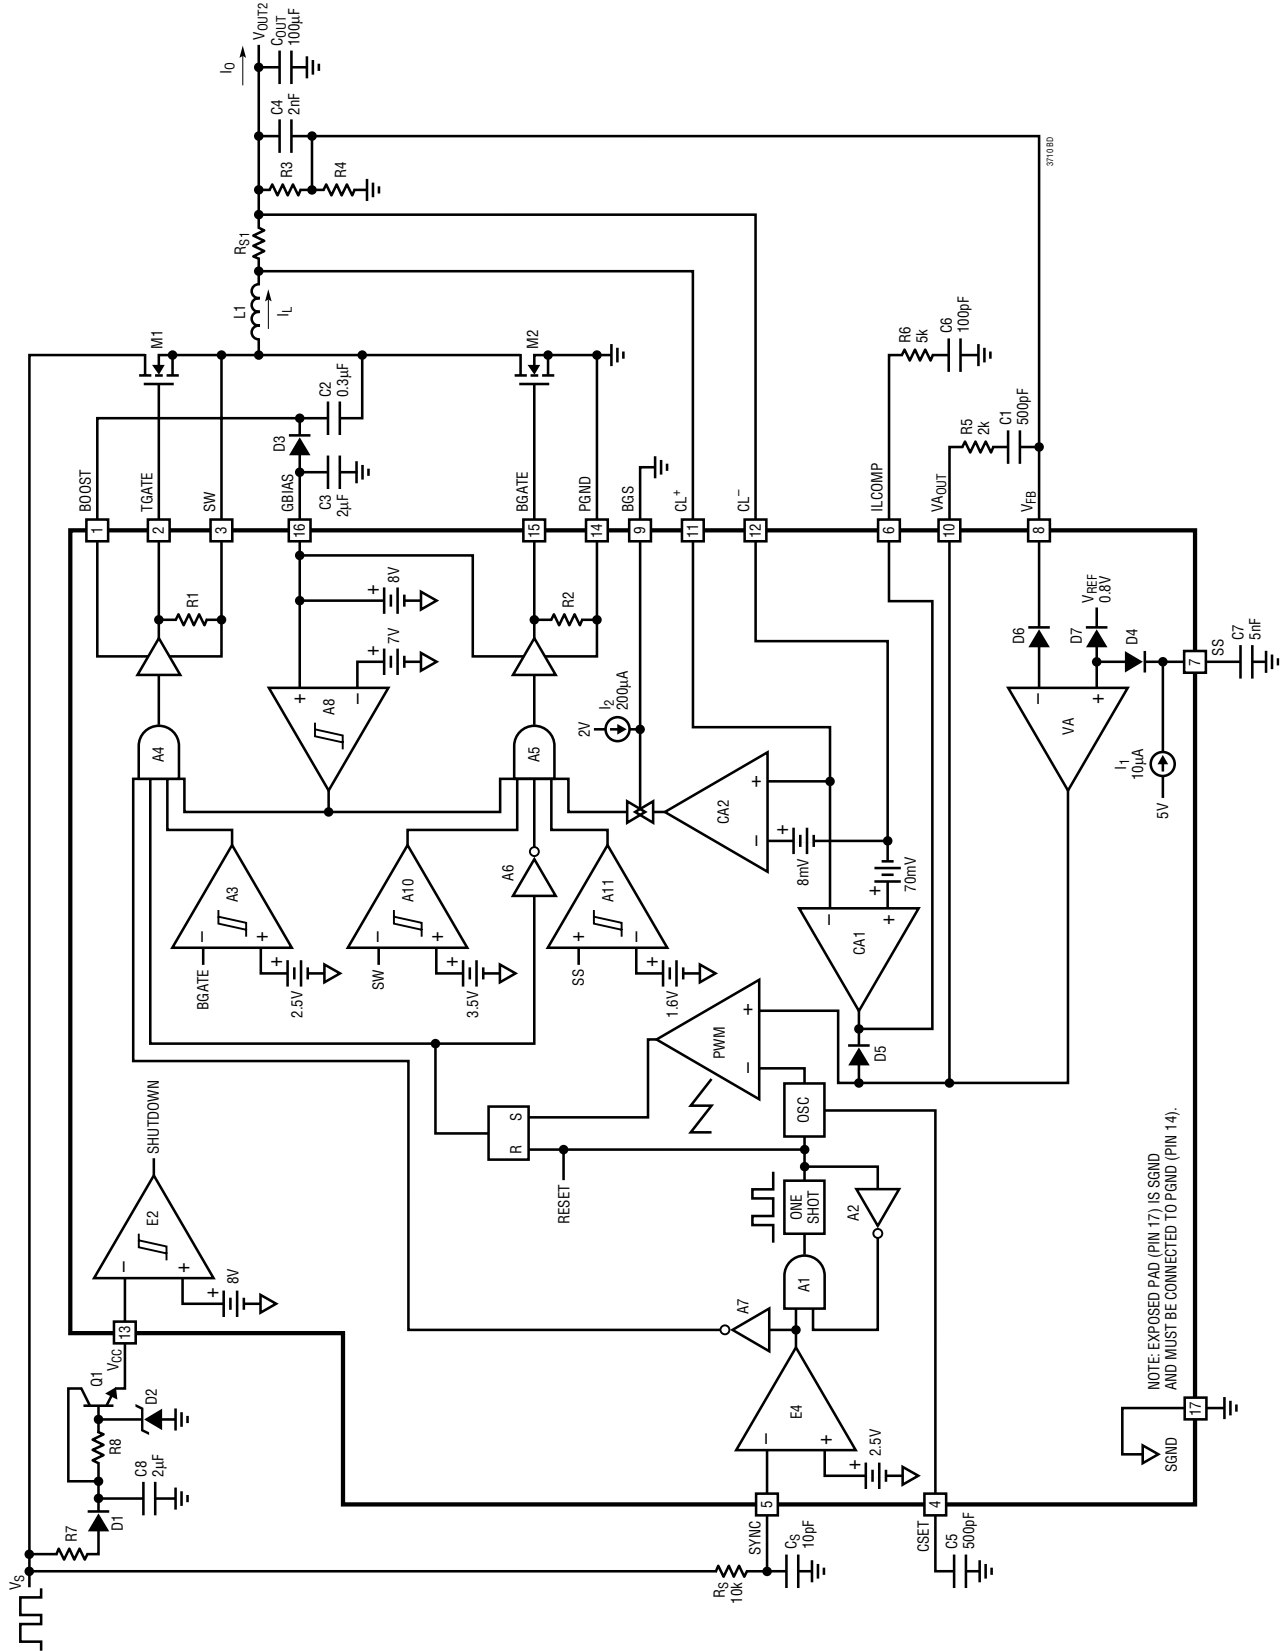 VS
R7
D1
C8
2µF
R8
Q1
D2
VCC
13
E2
SHUTDOWN
8V
+
–
+
BOOST
1
TGATE
2
SW
3
GBIAS
16
BGATE
15
PGND
14
BGS
9
CL+
11
CL–
12
ILCOMP
6
VAOUT
10
VFB
8
SS
7
C7
5nF
17
SGND
NOTE: EXPOSED PAD (PIN 17) IS SGND
AND MUST BE CONNECTED TO PGND (PIN 14).
SYNC
5
CSET
4
RS
10k
CS
10pF
C5
500pF
E4
–
+
+
2.5V
A7
A1
ONE
SHOT
A2
OSC
RESET
R
S
PWM
–
+
BGATE
–
+
A3
+
2.5V
SW
–
+
A10
+
3.5V
SS
+
–
A11
+
1.6V
A6
A4
A5
A8
+
–
R1
R2
+
7V
+
8V
2V
I2
200µA
CA2
–
+
+
8mV
+
70mV
CA1
–
+
D5
VA
–
+
D6
D7
VREF
0.8V
D4
I1
10µA
5V
D3
C3
2µF
C2
0.3µF
M1
M2
L1
IL
RS1
R3
R4
C4
2nF
IO
VOUT2
COUT
100µF
R6
5k
C6
100pF
R5
2k
C1
500pF
3710 BD